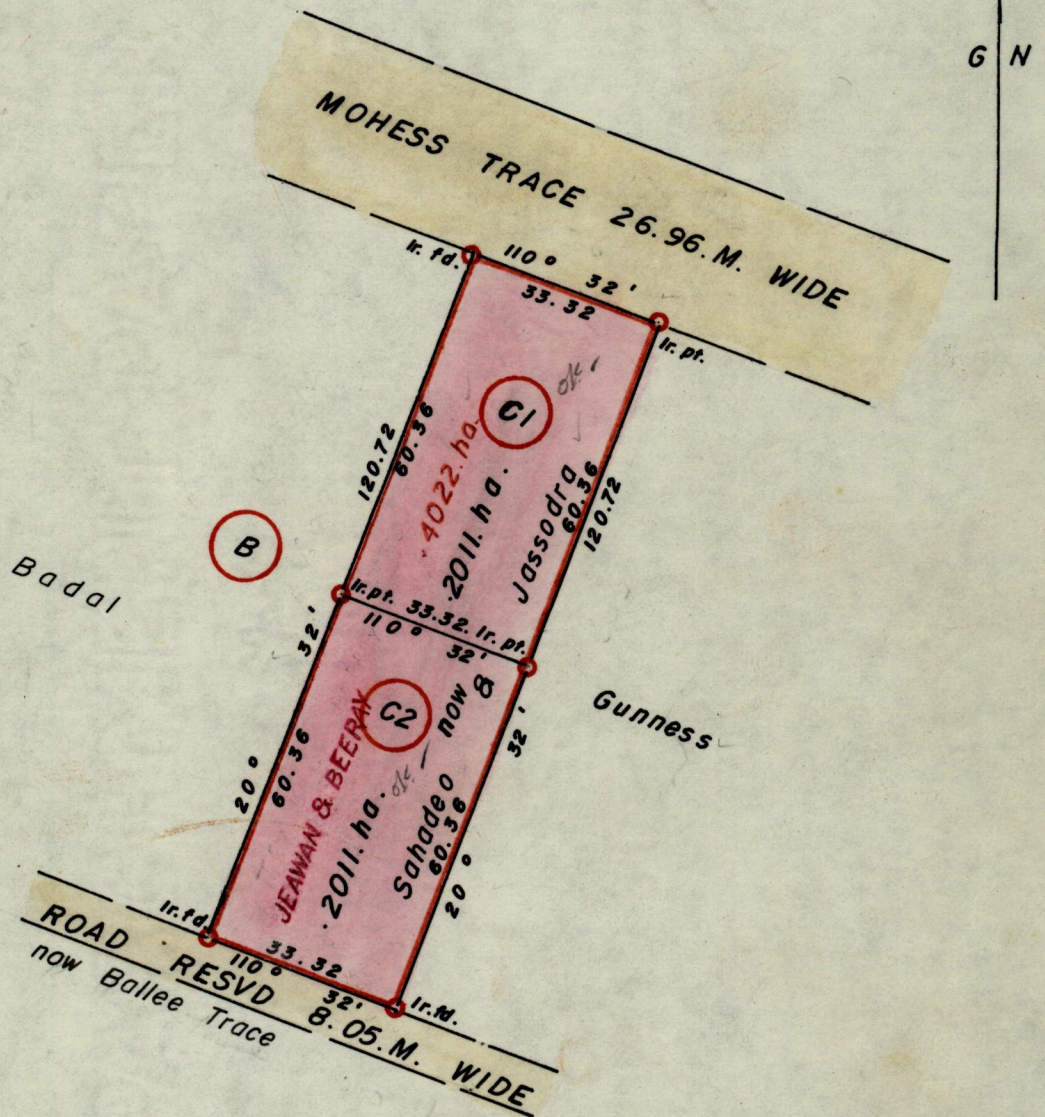 G N
MOHESS TRACE 26.96.M. WIDE
Ir. fd.
110° 32'
33.32
Ir. pt.
C1
ok
120.72
60.36
.4022.ha.
.2011.ha.
Jassodra
60.36
120.72
B
Badal
Ir.pt. 33.32. Ir. pt.
110° 32'
32'
C2
now &
Gunness
32'
20°
60.36
JEAWAN & BEERAY
.2011.ha.
ok
Sahadeo
60.36
20°
Ir.fd.
33.32
110° 32'
Ir.fd.
ROAD RESVD 8.05.M. WIDE
now Ballee Trace